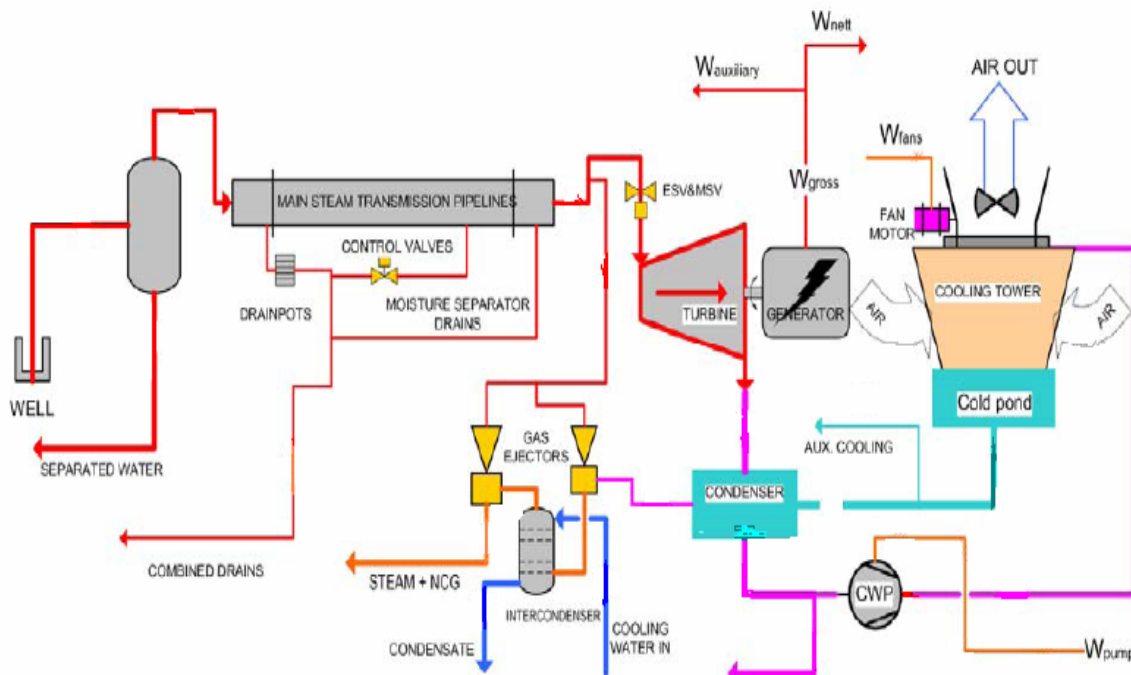 Wnett
Wauxiliary
AIR OUT
Wfans
Wgross
ESV&MSV
MAIN STEAM TRANSMISSION PIPELINES
FAN
MOTOR
CONTROL VALVES
COOLING TOWER
DRAINPOTS
MOISTURE SEPARATOR
DRAINS
TURBINE
GENERATOR
AIR
AIR
WELL
Cold pond
SEPARATED WATER
GAS
EJECTORS
AUX. COOLING
CONDENSER
COMBINED DRAINS
STEAM + NCG
INTERCONDENSER
CWP
CONDENSATE
COOLING
WATER IN
Wpump